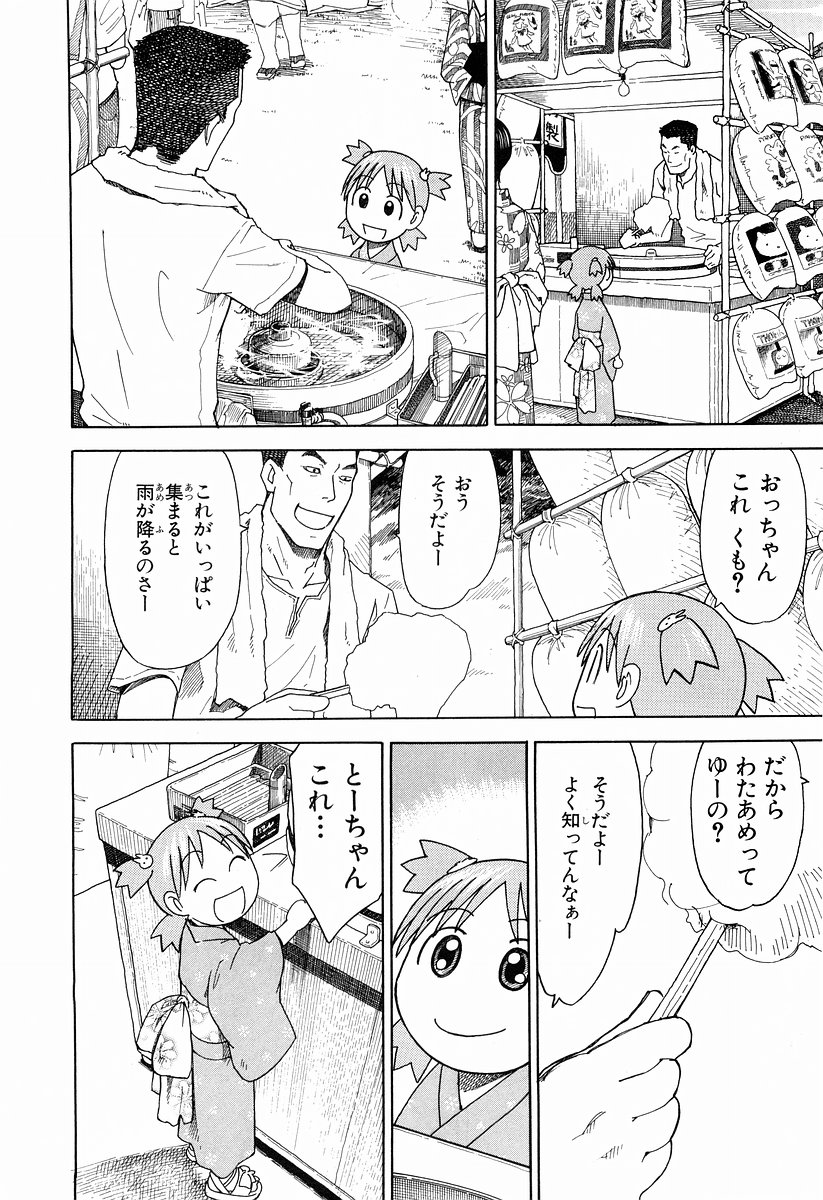 製
おっちゃん
これ くも?
おぅ
そうだよー
これがいっぱい
集まると
雨が降るのさー
だから
わたあめって
ゆーの?
そうだよー
よく知ってんなぁー
とーちゃん
これ…